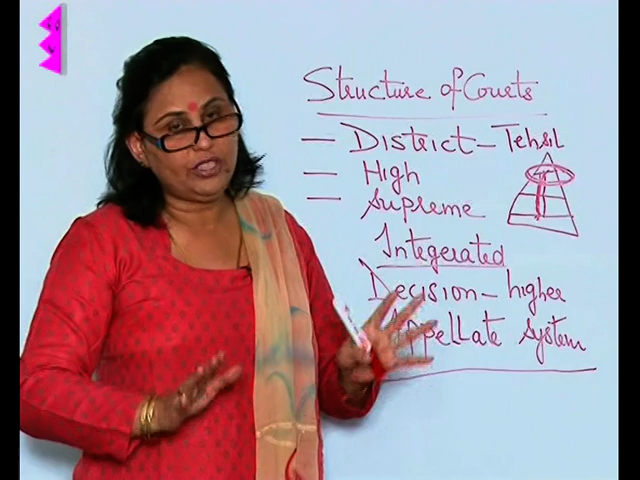 Structure of Courts
— District – Tehsil
— High
— Supreme
Integerated
Decision – higher
Appellate system